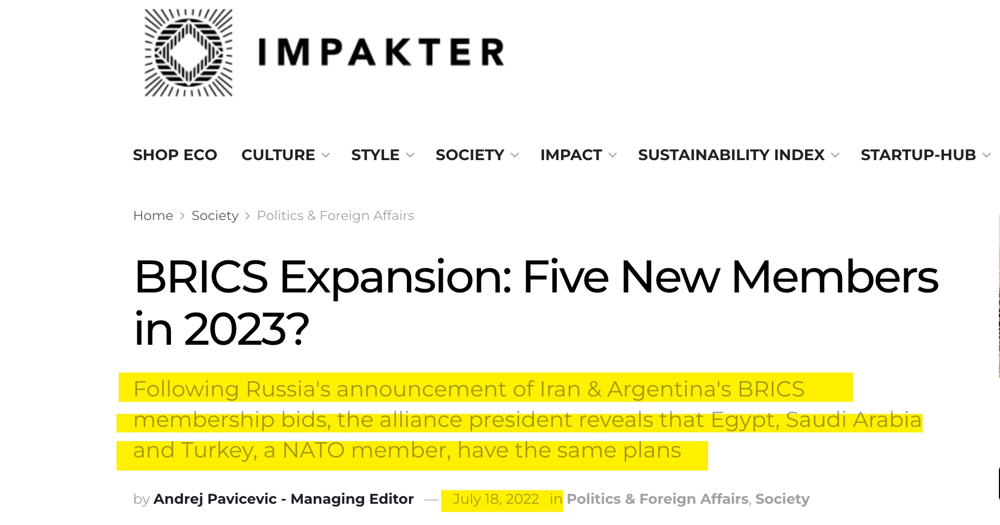 IMPAKTER
SHOP ECO CULTURE STYLE SOCIETY IMPACT SUSTAINABILITY INDEX STARTUP-HUB
Home > Society > Politics & Foreign Affairs
BRICS Expansion: Five New Members
in 2023?
Following Russia's announcement of Iran & Argentina's BRICS
membership bids, the alliance president reveals that Egypt, Saudi Arabia
and Turkey, a NATO member, have the same plans
by Andrej Pavicevic - Managing Editor — July 18, 2022 in Politics & Foreign Affairs, Society